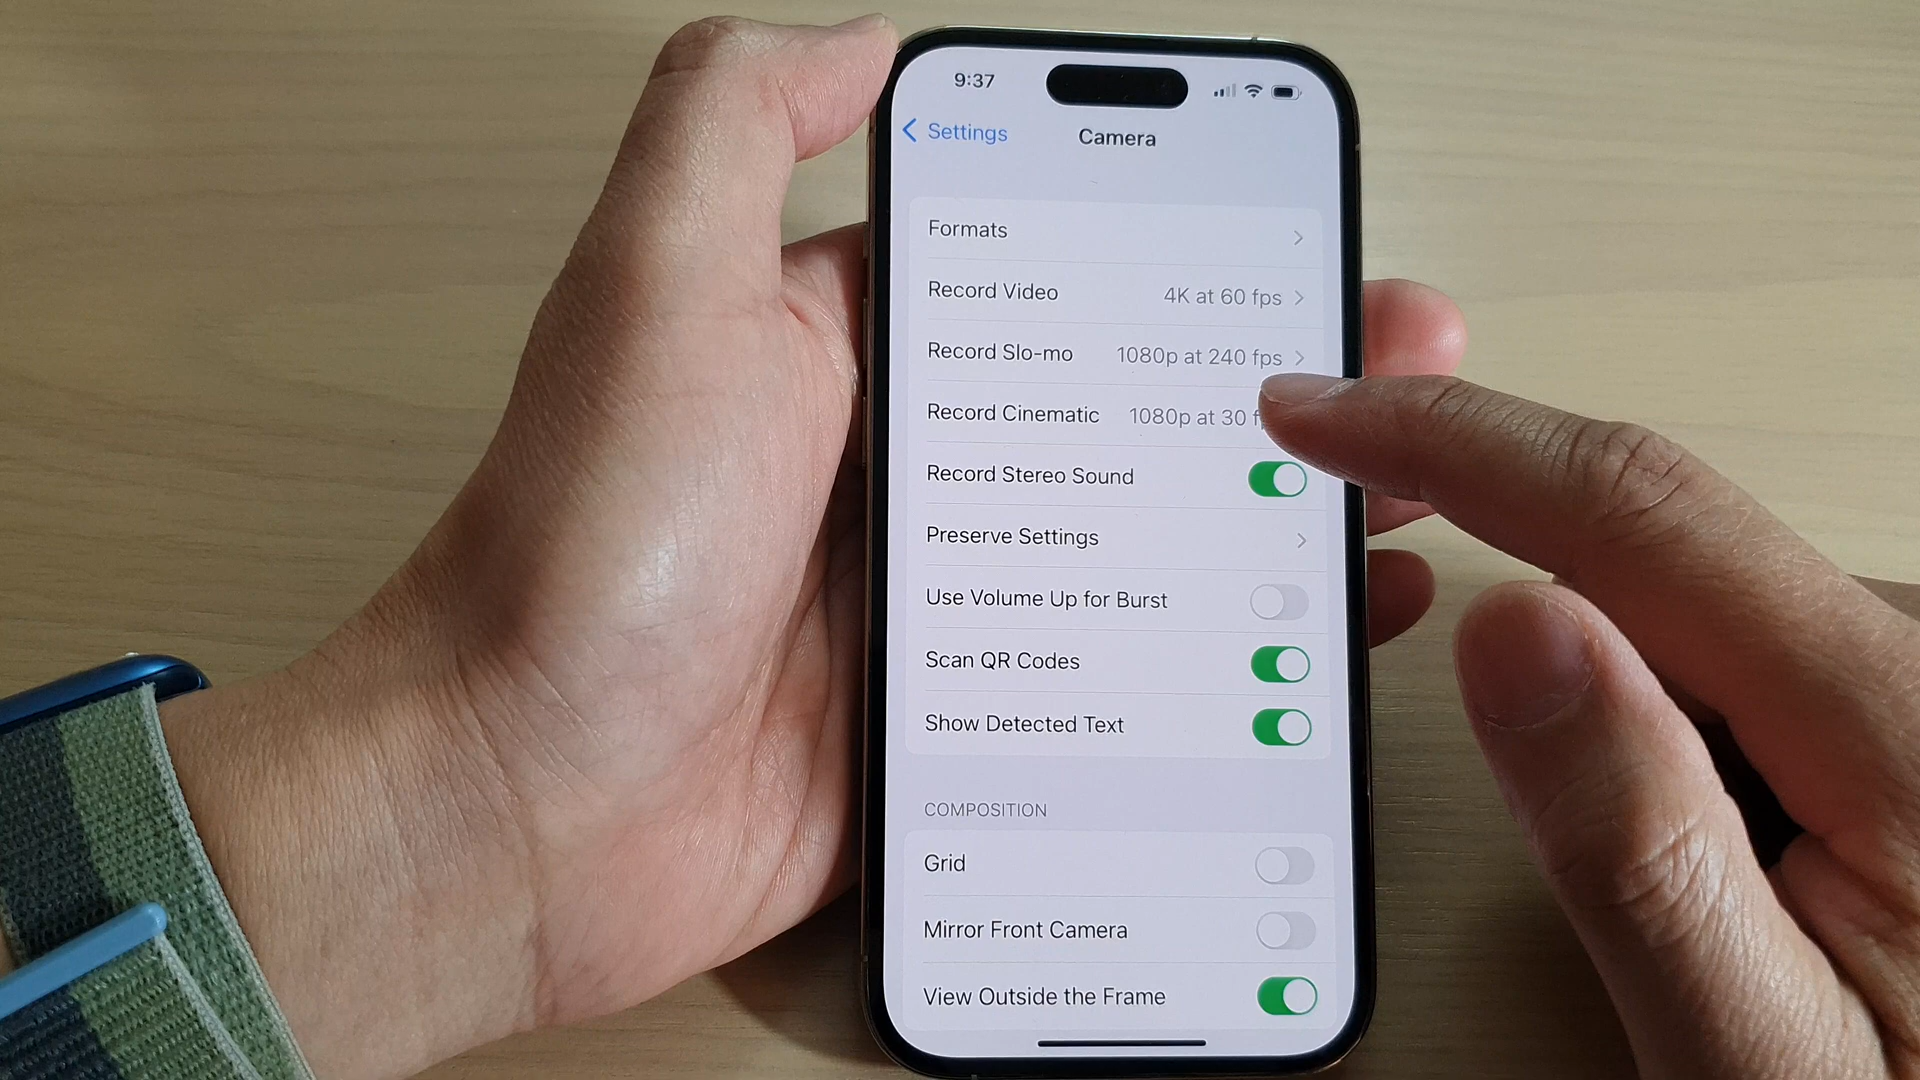 9:37
Settings
Camera
Formats
Record Video 4K at 60 fps
Record Slo-mo 1080p at 240 fps
Record Cinematic 1080p at 30
Record Stereo Sound
Preserve Settings
Use Volume Up for Burst
Scan QR Codes
Show Detected Text
COMPOSITION
Grid
Mirror Front Camera
View Outside the Frame